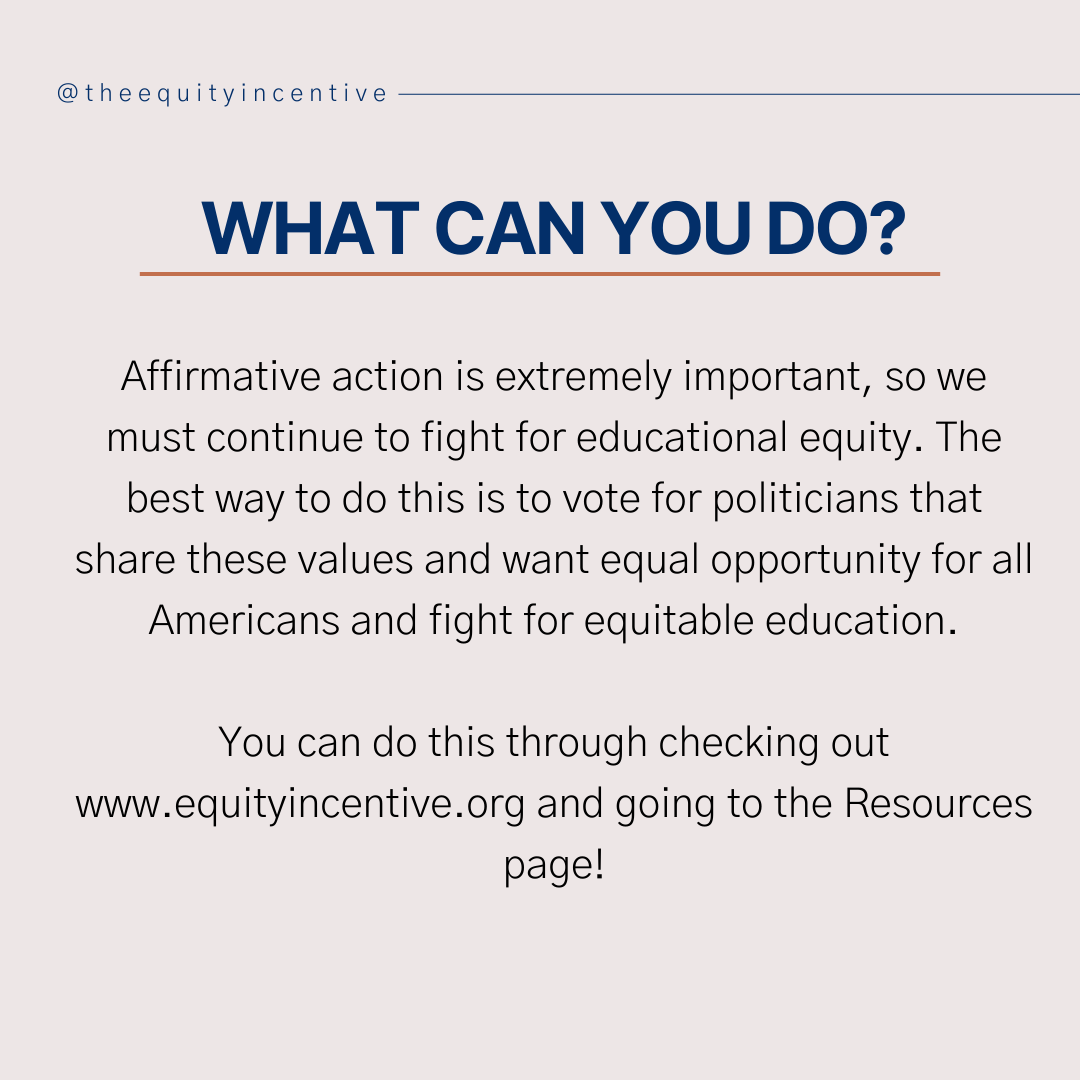 @theequityincentive
WHAT CAN YOU DO?
Affirmative action is extremely important, so we
must continue to fight for educational equity. The
best way to do this is to vote for politicians that
share these values and want equal opportunity for all
Americans and fight for equitable education.
You can do this through checking out
www.equityincentive.org and going to the Resources
page!